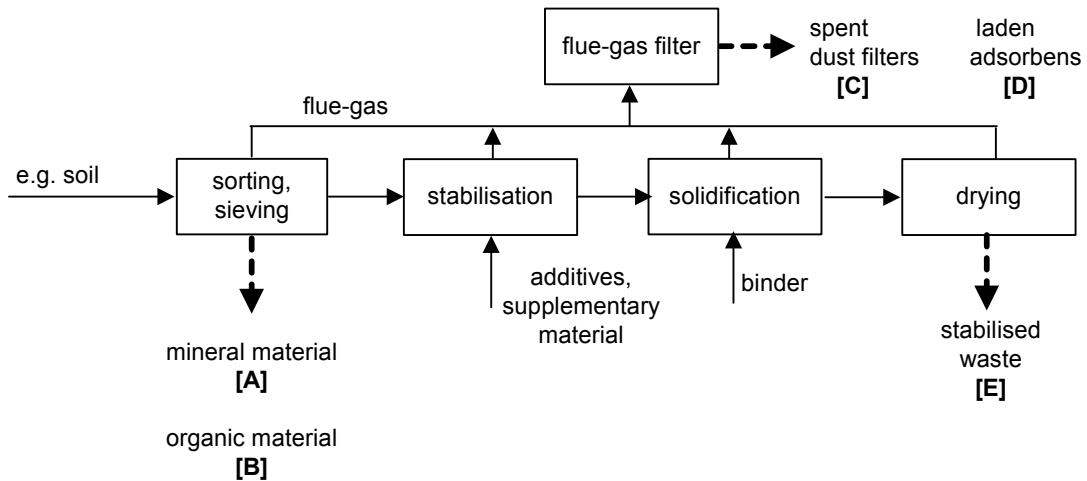 flue-gas filter
spent
dust filters
[C]
laden
adsorbens
[D]
flue-gas
e.g. soil
sorting,
sieving
stabilisation
solidification
drying
additives,
supplementary
material
binder
mineral material
[A]
organic material
[B]
stabilised
waste
[E]